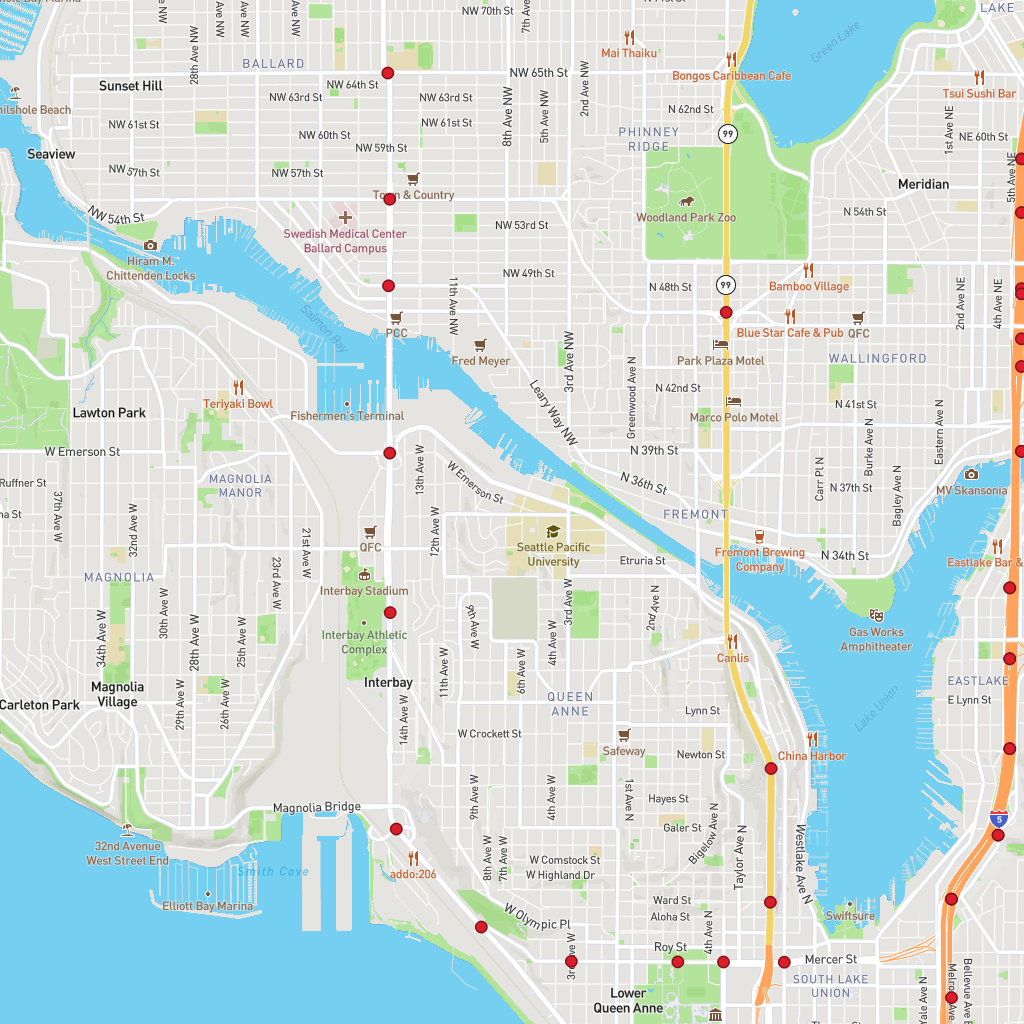 NW 70th St
7th Ave NW
LAKE
Green Lake
28th Ave NW
Ave NW
Ave NW
Mai Thaiku
BALLARD
NW 65th St
Bongos Caribbean Cafe
Sunset Hill
NW 64th St
2nd Ave NW
Tsui Sushi Bar
NW 63rd St
NW 63rd St
8th Ave NW
5th Ave NW
N 62nd St
NW 61st St
NW 61st St
NW 60th St
PHINNEY
RIDGE
99
1st Ave NE
NE 60th St
Seaview
NW 59th St
NW 57th St
NW 57th St
5th Ave NE
Meridian
Town & Country
NW 54th St
Woodland Park Zoo
N 54th St
Swedish Medical Center
Ballard Campus
NW 53rd St
Hiram M.
Chittenden Locks
NW 49th St
99
N 48th St
Bamboo Village
11th Ave NW
2nd Ave NE
4th Ave NE
Salmon Bay
PCC
Blue Star Cafe & Pub
QFC
Fred Meyer
3rd Ave NW
Park Plaza Motel
WALLINGFORD
Teriyaki Bowl
Leary Way NW
Greenwood Ave N
N 42nd St
Marco Polo Motel
N 41st St
Lawton Park
Fishermen's Terminal
Burke Ave N
Eastern Ave N
W Emerson St
N 39th St
13th Ave W
W Emerson St
N 36th St
Carr Pl N
N 37th St
Bagley Ave N
MV Skansonia
Ruffner St
MAGNOLIA
MANOR
37th Ave W
32nd Ave W
21st Ave W
12th Ave W
FREMONT
QFC
Seattle Pacific
University
Etruria St
Fremont Brewing
Company
N 34th St
Eastlake Bar &
MAGNOLIA
23rd Ave W
Interbay Stadium
30th Ave W
34th Ave W
28th Ave W
25th Ave W
9th Ave W
3rd Ave W
2nd Ave N
Gas Works
Amphitheater
Interbay Athletic
Complex
4th Ave W
Canlis
11th Ave W
6th Ave W
EASTLAKE
Magnolia
Village
Interbay
QUEEN
ANNE
E Lynn St
Carleton Park
29th Ave W
26th Ave W
14th Ave W
Lynn St
Lake Union
W Crockett St
Safeway
Newton St
China Harbor
9th Ave W
4th Ave W
1st Ave N
Hayes St
Magnolia Bridge
Galer St
Bigelow Ave N
Taylor Ave N
Westlake Ave N
5
32nd Avenue
West Street End
8th Ave W
7th Ave W
W Comstock St
W Highland Dr
addo:206
Smith Cove
Elliott Bay Marina
W Olympic Pl
Ward St
Aloha St
4th Ave N
Swiftsure
Roy St
Mercer St
SOUTH LAKE
UNION
Lower
Queen Anne
Yale Ave N